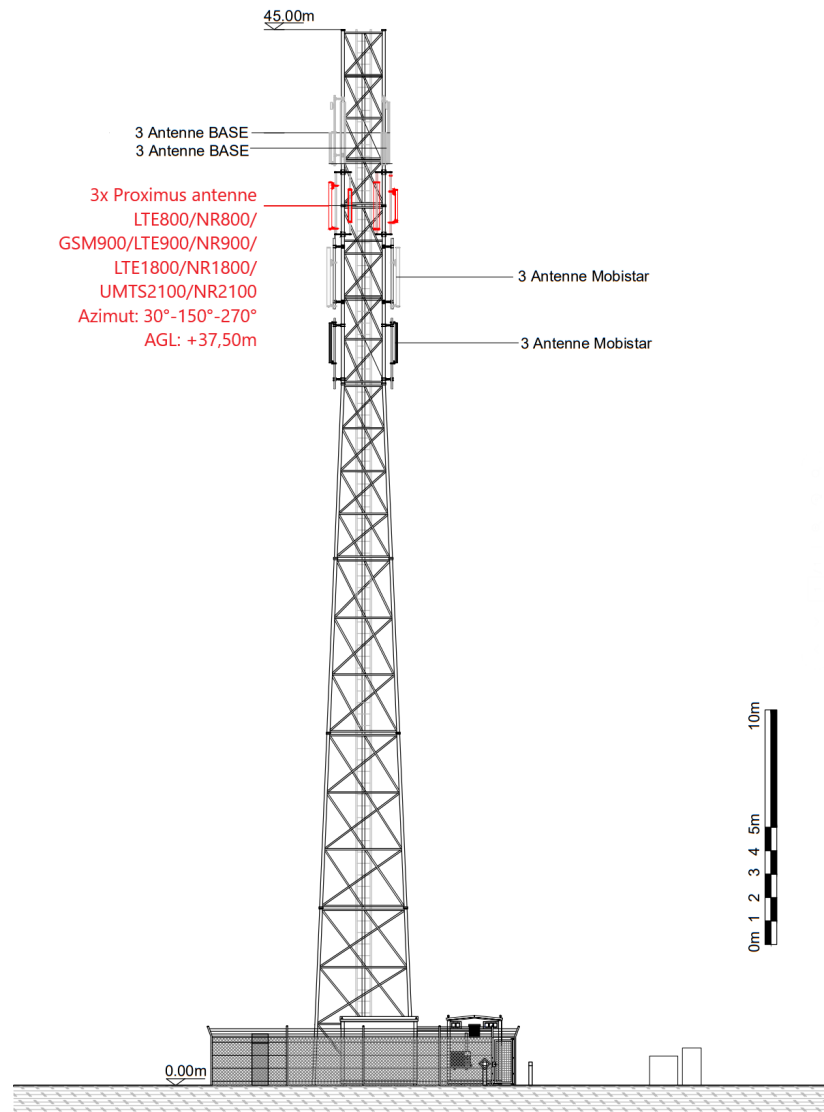 45.00m
3 Antenne BASE
3 Antenne BASE
3x Proximus antenne
LTE800/NR800/
GSM900/LTE900/NR900/
LTE1800/NR1800/
UMTS2100/NR2100
Azimut: 30°-150°-270°
AGL: +37,50m
3 Antenne Mobistar
3 Antenne Mobistar
10m
5m
4
3
2
1
0m
0.00m